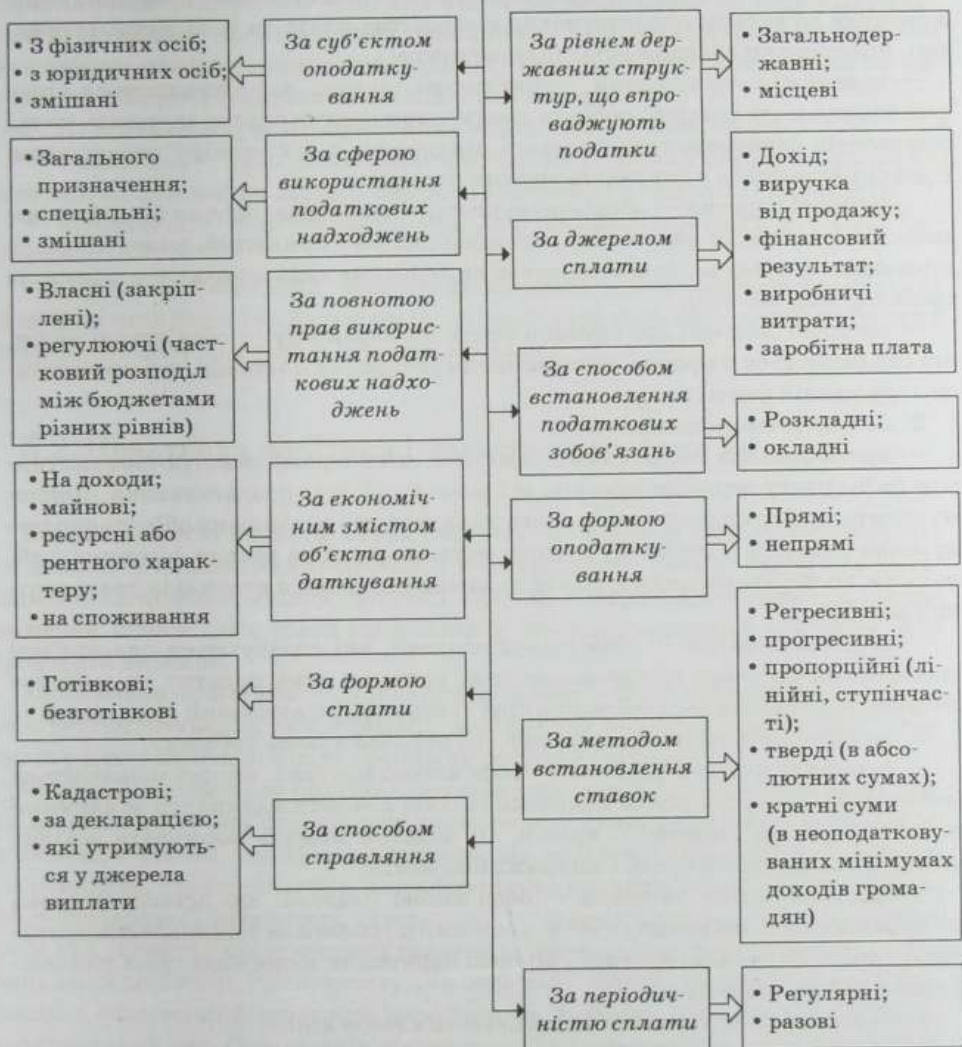 • З фізичних осіб;
• з юридичних осіб;
• змішані
За суб’єктом
оподатку-
вання
За рівнем дер-
жавних струк-
тур, що впро-
ваджують
податки
• Загальнодер-
жавні;
• місцеві
• Загального
призначення;
• спеціальні;
• змішані
За сферою
використання
податкових
надходжень
За джерелом
сплати
• Дохід;
• виручка
від продажу;
• фінансовий
результат;
• виробничі
витрати;
• заробітна плата
• Власні (закріп-
лені);
• регулюючі (част-
ковий розподіл
між бюджетами
різних рівнів)
За повнотою
прав викорис-
тання подат-
кових надхо-
джень
За способом
встановлення
податкових
зобов’язань
• Розкладні;
• окладні
• На доходи;
• майнові;
• ресурсні або
рентного харак-
теру;
• на споживання
За економіч-
ним змістом
об’єкта опо-
даткування
За формою
оподатку-
вання
• Прямі;
• непрямі
• Готівкові;
• безготівкові
За формою
сплати
За методом
встановлення
ставок
• Регресивні;
• прогресивні;
• пропорційні (лі-
нійні, ступінчас-
ті);
• тверді (в абсо-
лютних сумах);
• кратні суми
(в неоподатковуо-
ваних мінімумах
доходів грома-
дян)
• Кадастрові;
• за декларацією;
• які утримують-
ся у джерела
виплати
За способом
справляння
За періодич-
ністю сплати
• Регулярні;
• разові